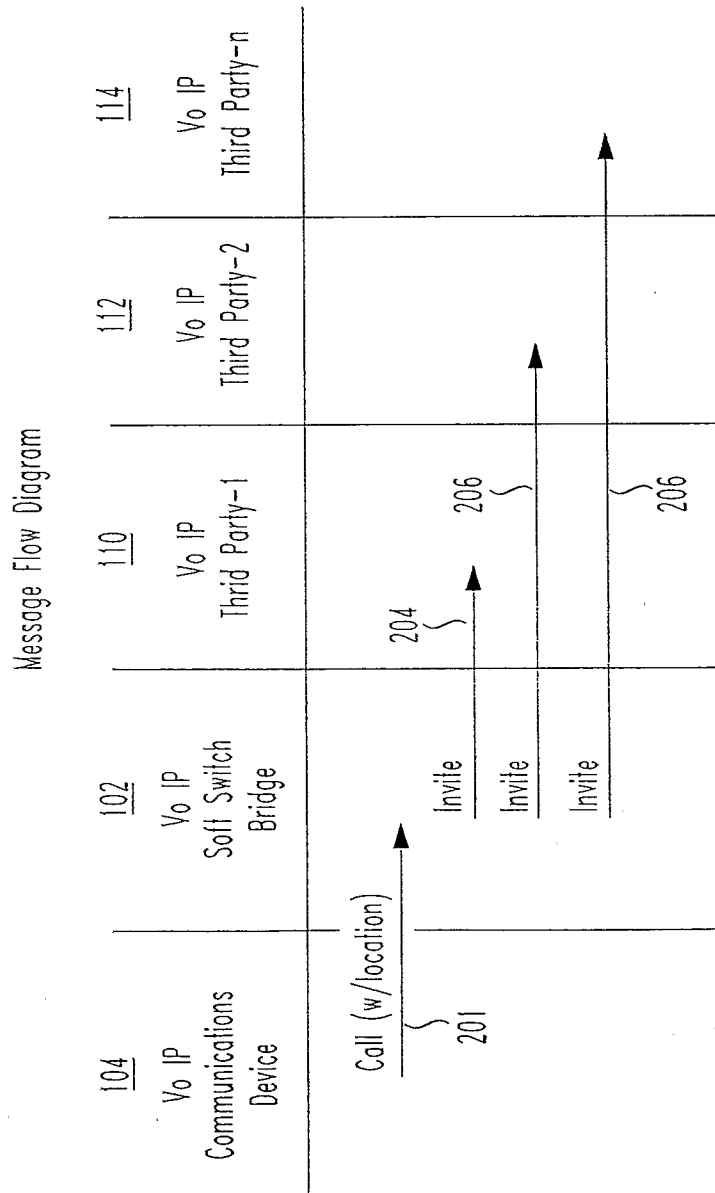 Message Flow Diagram
104
Vo IP
Communications
Device
102
Vo IP
Soft Switch
Bridge
110
Vo IP
Thrid Party-1
112
Vo IP
Third Party-2
114
Vo IP
Third Party-n
Call (w/location)
201
Invite
204
Invite
206
Invite
206